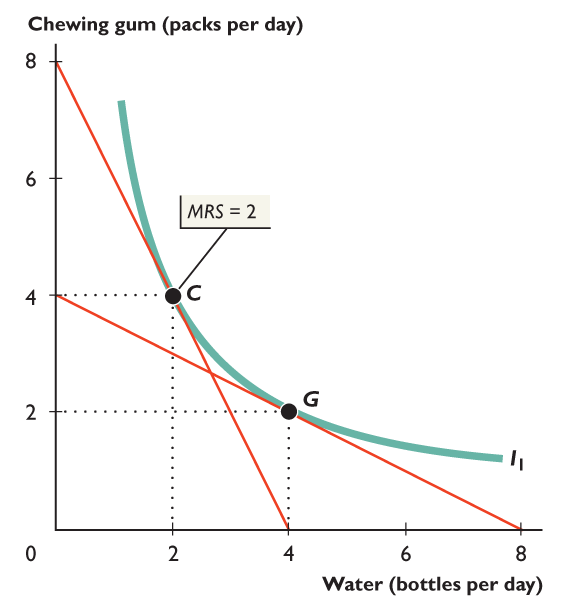 Chewing gum (packs per day)
8
6
MRS = 2
4
C
G
2
I1
0
2
4
6
8
Water (bottles per day)